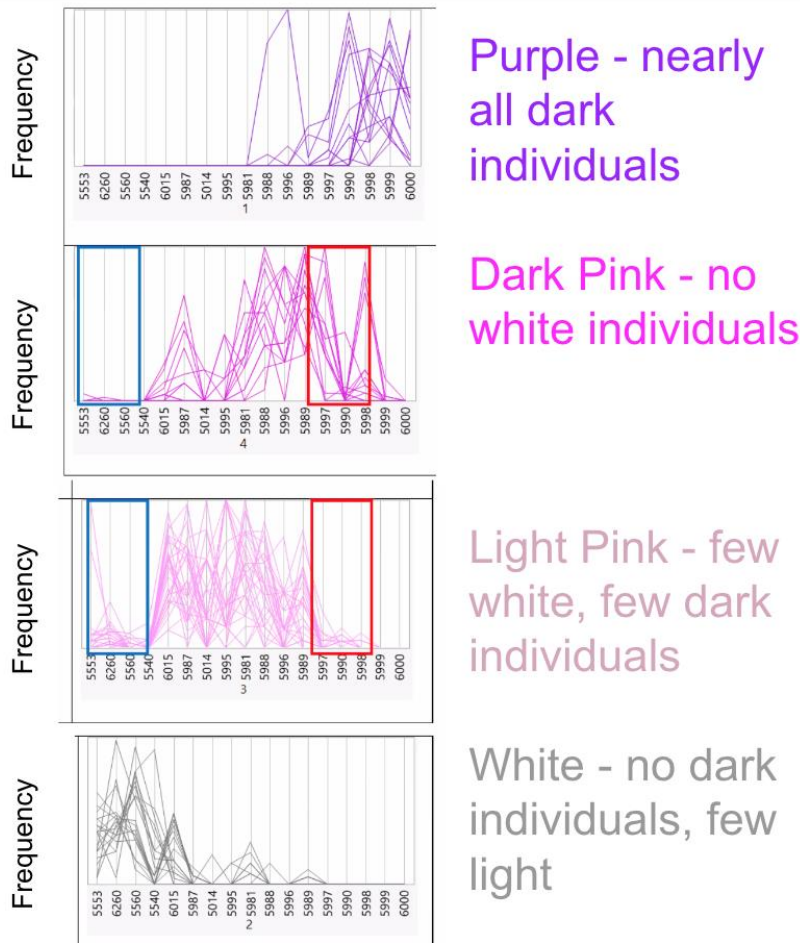 Frequency
5553 6260 5560 5540 6015 5987 5014 5995 5981 5988 5996 5989 5997 5990 5998 5999 6000
1
Purple - nearly
all dark
individuals
Frequency
5553 6260 5560 5540 6015 5987 5014 5995 5981 5988 5996 5989 5997 5990 5998 5999 6000
4
Dark Pink - no
white individuals
Frequency
5553 6260 5560 5540 6015 5987 5014 5995 5981 5988 5996 5989 5997 5990 5998 5999 6000
3
Light Pink - few
white, few dark
individuals
Frequency
5553 6260 5560 5540 6015 5987 5014 5995 5981 5988 5996 5989 5997 5990 5998 5999 6000
2
White - no dark
individuals, few
light